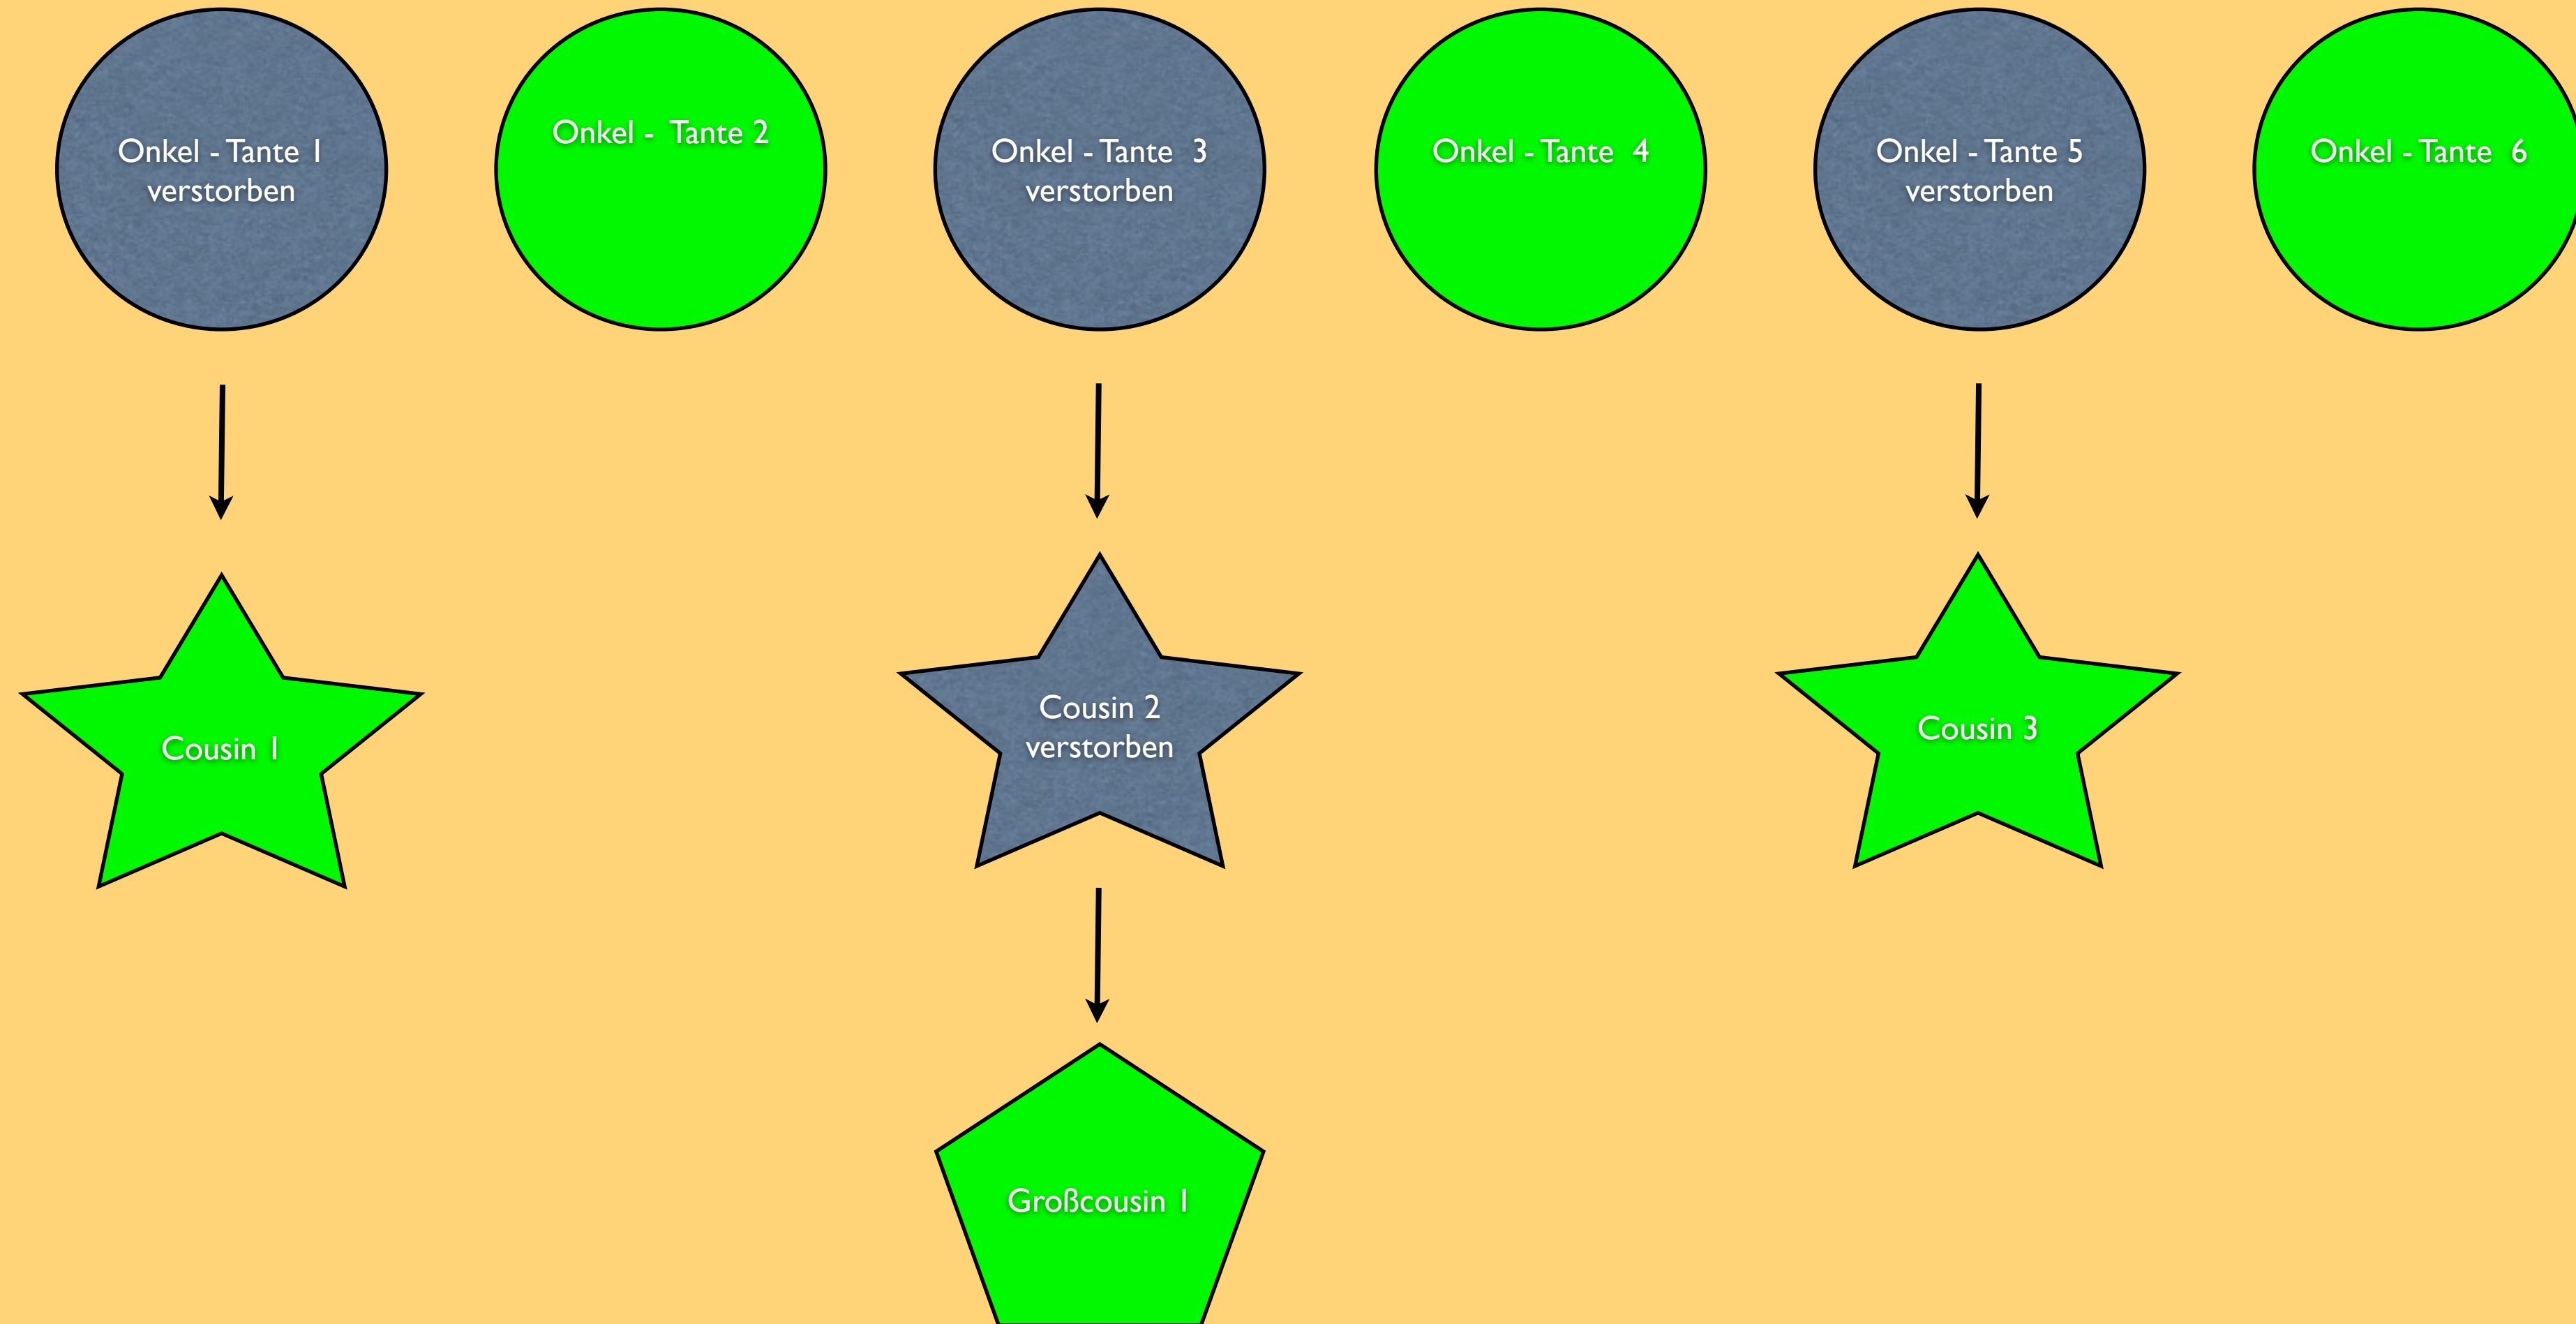 Onkel - Tante 1
verstorben
Onkel - Tante 2
Onkel - Tante 3
verstorben
Onkel - Tante 4
Onkel - Tante 5
verstorben
Onkel - Tante 6
Cousin 1
Cousin 2
verstorben
Cousin 3
Großcousin 1